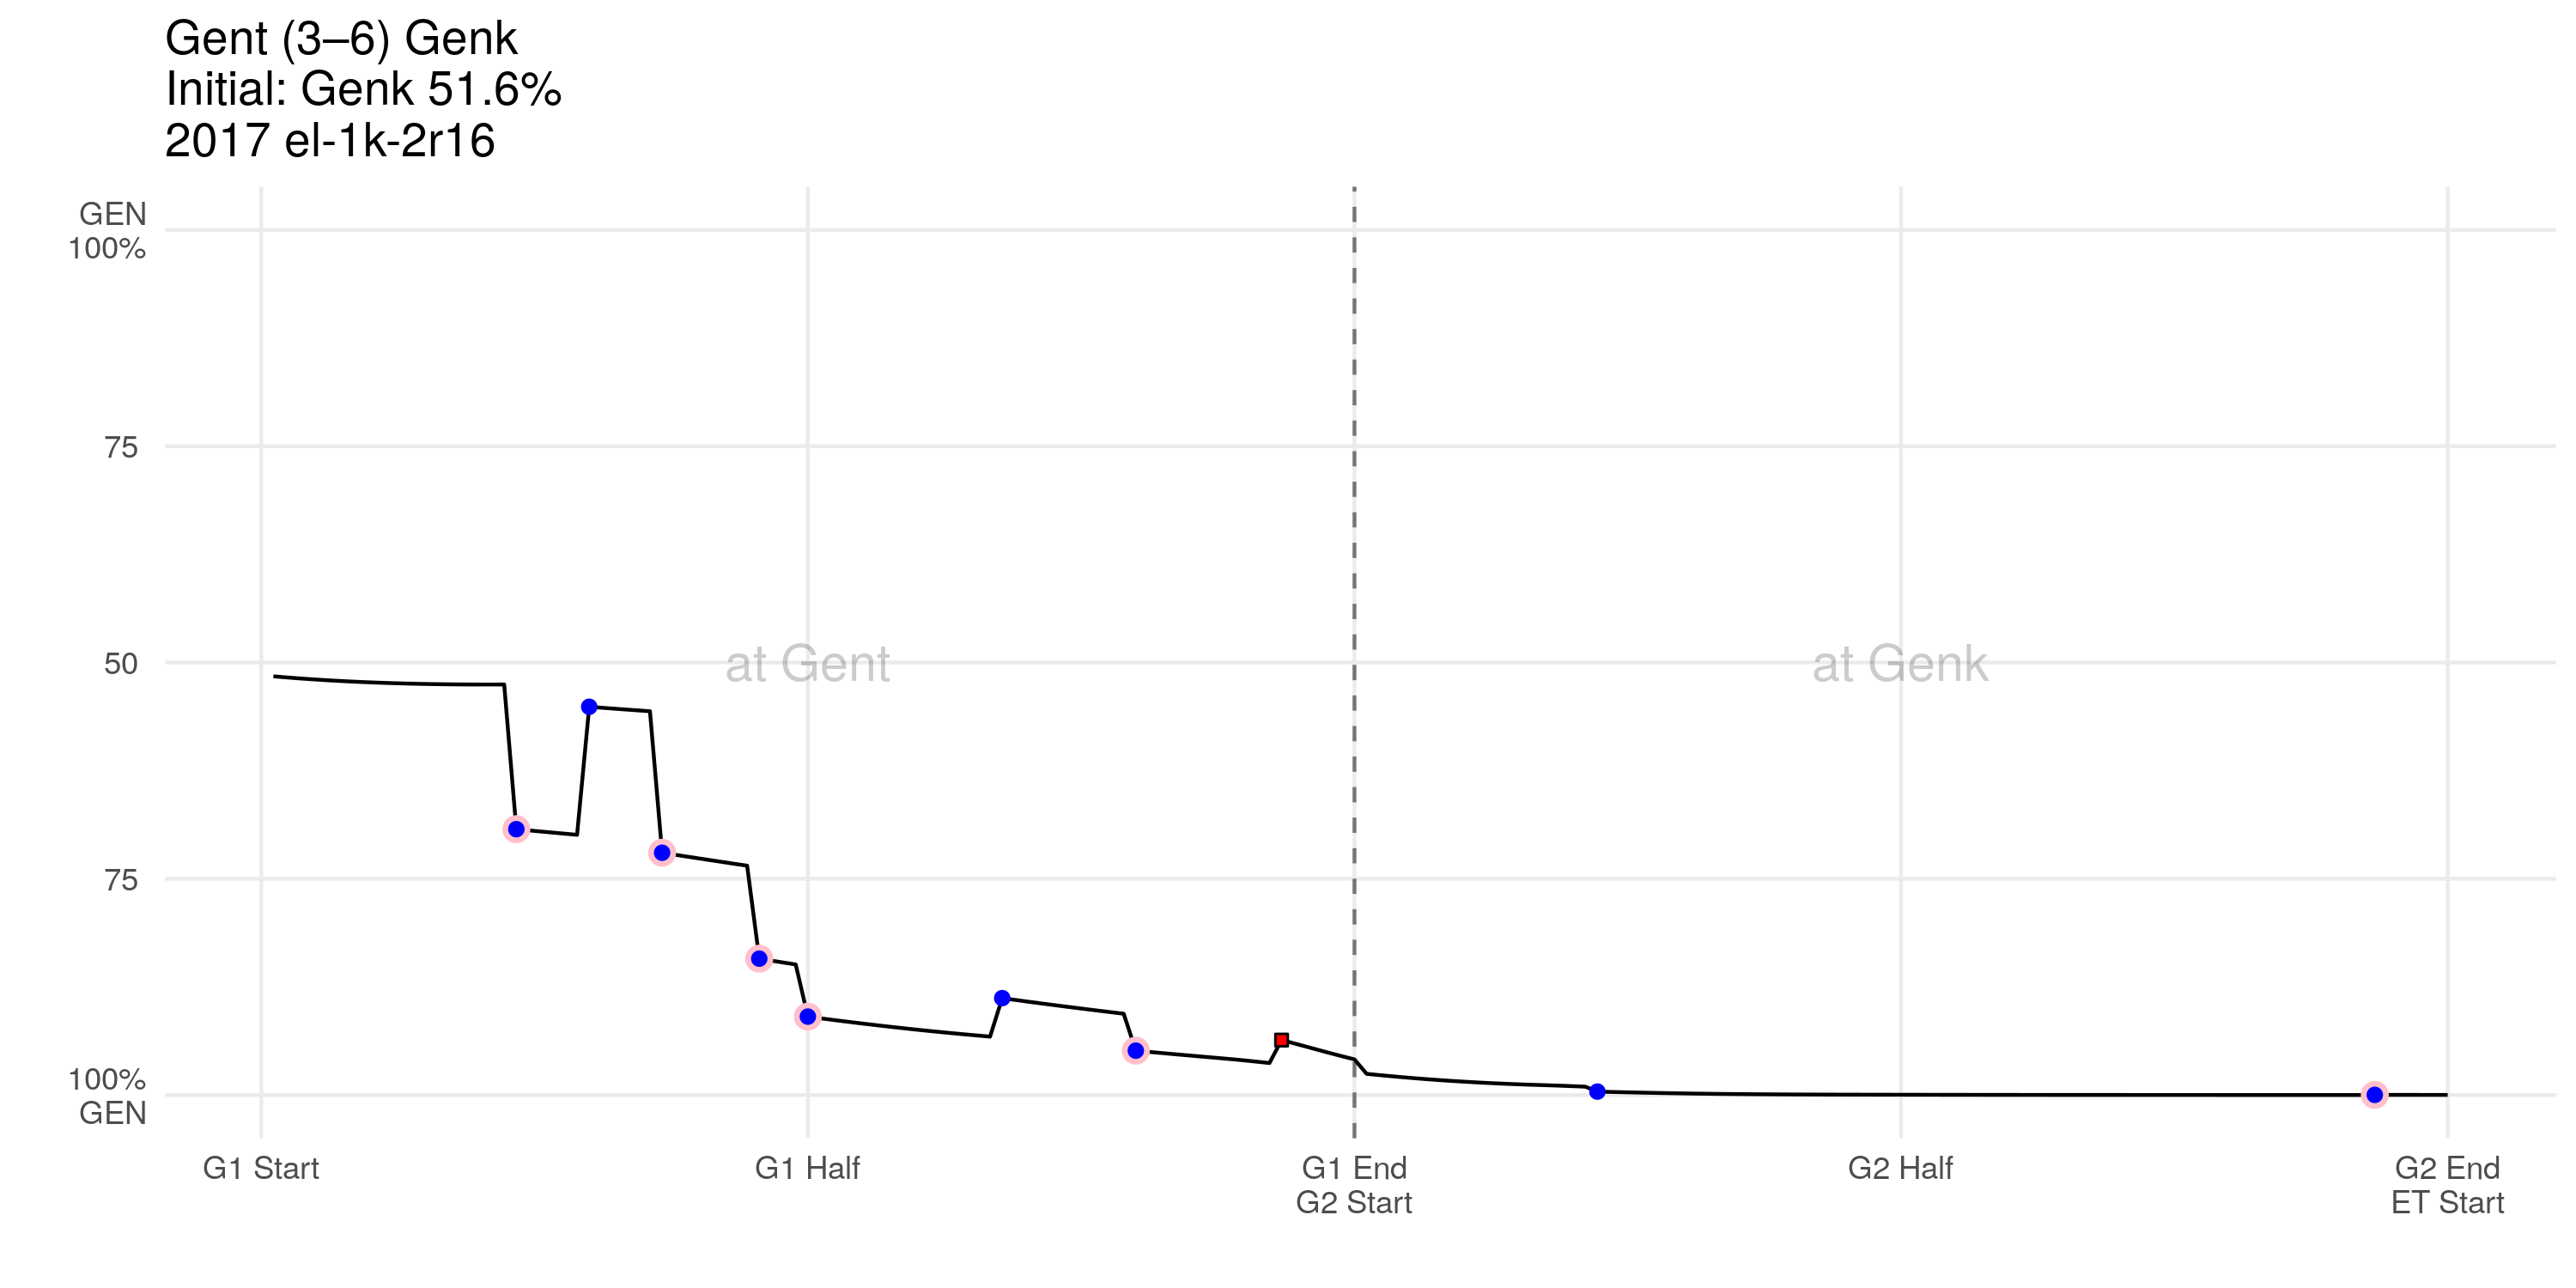 Gent (3–6) Genk
Initial: Genk 51.6%
2017 el-1k-2r16
GEN
100%
75
50
75
100%
GEN
at Gent
at Genk
G1 Start
G1 Half
G1 End
G2 Start
G2 Half
G2 End
ET Start